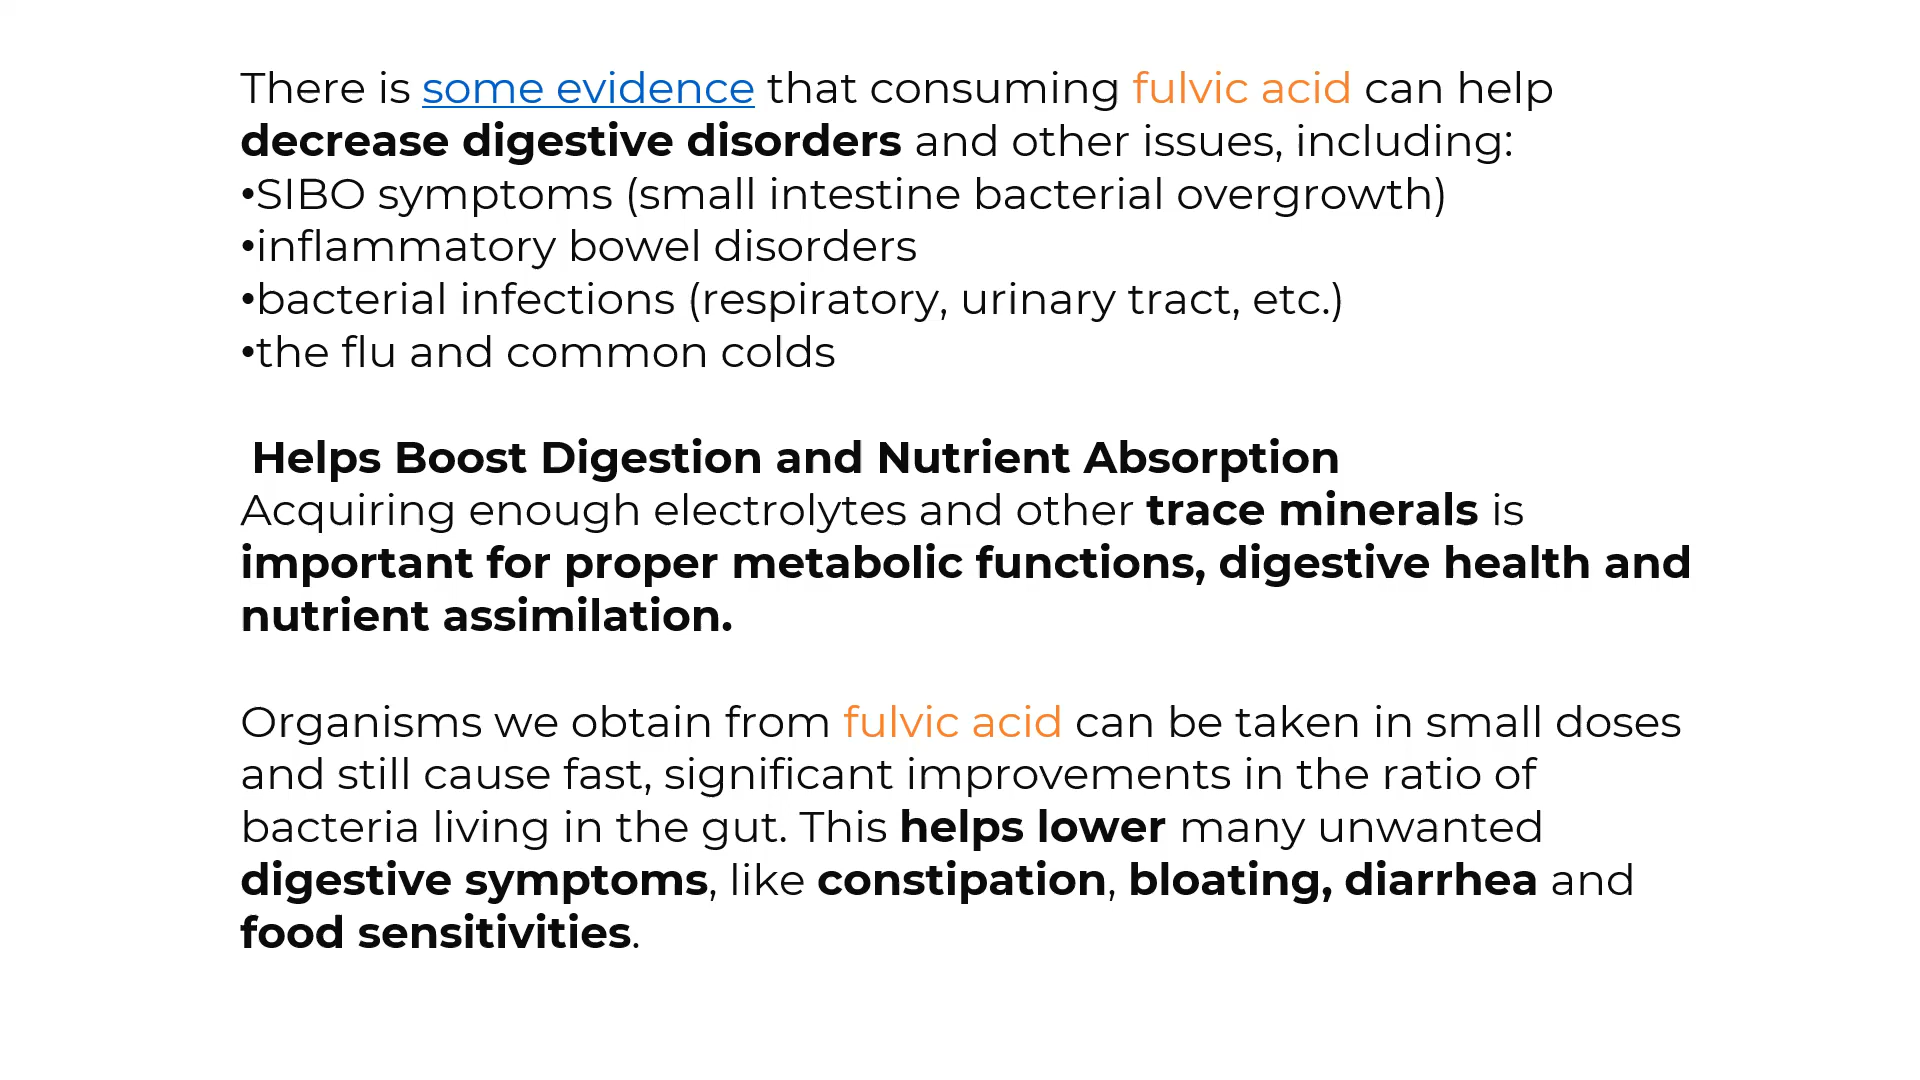 There is some evidence that consuming fulvic acid can help
decrease digestive disorders and other issues, including:
•SIBO symptoms (small intestine bacterial overgrowth)
•inflammatory bowel disorders
•bacterial infections (respiratory, urinary tract, etc.)
•the flu and common colds
Helps Boost Digestion and Nutrient Absorption
Acquiring enough electrolytes and other trace minerals is
important for proper metabolic functions, digestive health and
nutrient assimilation.
Organisms we obtain from fulvic acid can be taken in small doses
and still cause fast, significant improvements in the ratio of
bacteria living in the gut. This helps lower many unwanted
digestive symptoms, like constipation, bloating, diarrhea and
food sensitivities.